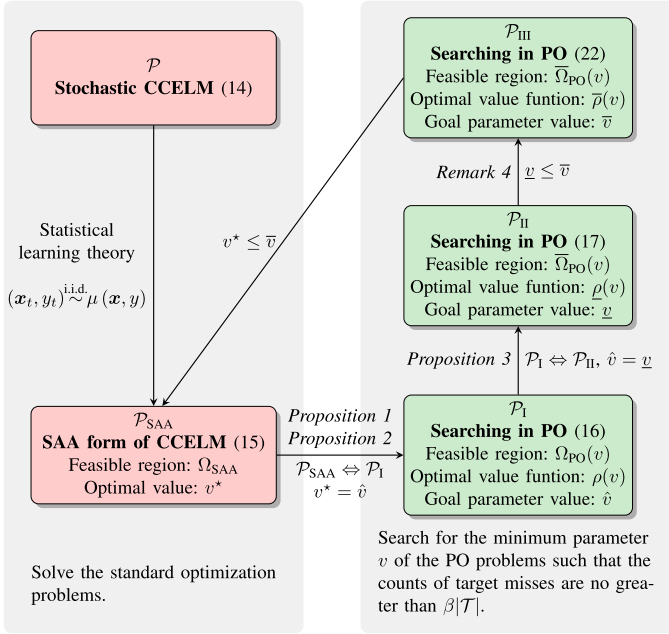 𝒫
Stochastic CCELM (14)
Statistical
learning theory
(𝒙ₜ, yₜ) i.i.d. ∼ μ (𝒙, y)
𝒫_SAA
SAA form of CCELM (15)
Feasible region: Ω_SAA
Optimal value: v⋆
Solve the standard optimization
problems.
v⋆ ≤ v̅
Proposition 1
Proposition 2
𝒫_SAA ⇔ 𝒫_I
v⋆ = v̂
𝒫_III
Searching in PO (22)
Feasible region: Ω̅_PO(v)
Optimal value funtion: ρ̅(v)
Goal parameter value: v̅
Remark 4 v̲ ≤ v̅
𝒫_II
Searching in PO (17)
Feasible region: Ω̅_PO(v)
Optimal value funtion: ρ̲(v)
Goal parameter value: v̲
Proposition 3 𝒫_I ⇔ 𝒫_II, v̂ = v̲
𝒫_I
Searching in PO (16)
Feasible region: Ω_PO(v)
Optimal value funtion: ρ(v)
Goal parameter value: v̂
Search for the minimum parameter
v of the PO problems such that the
counts of target misses are no grea-
ter than β|𝒯|.